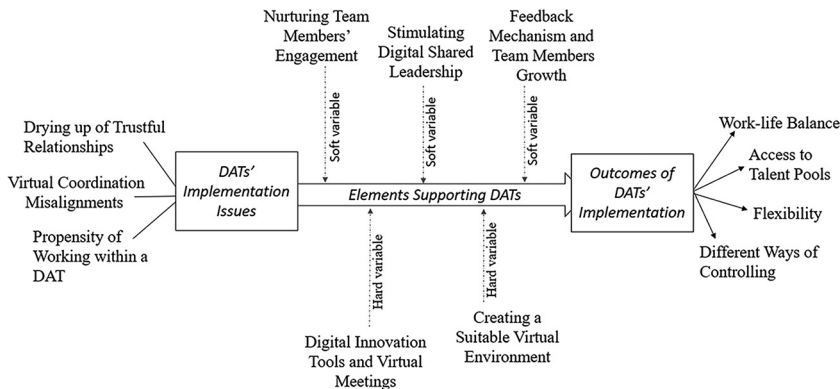 Nurturing Team
Members'
Engagement
Stimulating
Digital Shared
Leadership
Feedback
Mechanism and
Team Members
Growth
Soft variable
Soft variable
Soft variable
Drying up of Trustful
Relationships
Virtual Coordination
Misalignments
Propensity of
Working within a
DAT
DATs'
Implementation
Issues
Elements Supporting DATs
Outcomes of
DATs'
Implementation
Work-life Balance
Access to
Talent Pools
Flexibility
Different Ways of
Controlling
Hard variable
Hard variable
Digital Innovation
Tools and Virtual
Meetings
Creating a
Suitable Virtual
Environment